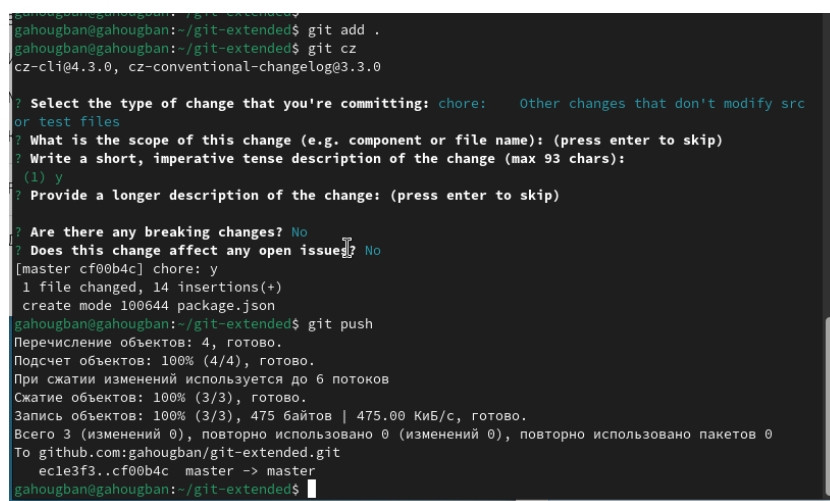 gahougban@gahougban:~/git-extended$ git add .
gahougban@gahougban:~/git-extended$ git cz
cz-cli@4.3.0, cz-conventional-changelog@3.3.0
? Select the type of change that you're committing: chore:    Other changes that don't modify src
or test files
? What is the scope of this change (e.g. component or file name): (press enter to skip)
? Write a short, imperative tense description of the change (max 93 chars):
(1) y
? Provide a longer description of the change: (press enter to skip)
? Are there any breaking changes? No
? Does this change affect any open issues? No
[master cf00b4c] chore: y
1 file changed, 14 insertions(+)
create mode 100644 package.json
gahougban@gahougban:~/git-extended$ git push
Перечисление объектов: 4, готово.
Подсчет объектов: 100% (4/4), готово.
При сжатии изменений используется до 6 потоков
Сжатие объектов: 100% (3/3), готово.
Запись объектов: 100% (3/3), 475 байтов | 475.00 КиБ/с, готово.
Всего 3 (изменений 0), повторно использовано 0 (изменений 0), повторно использовано пакетов 0
To github.com:gahougban/git-extended.git
ec1e3f3..cf00b4c  master -> master
gahougban@gahougban:~/git-extended$